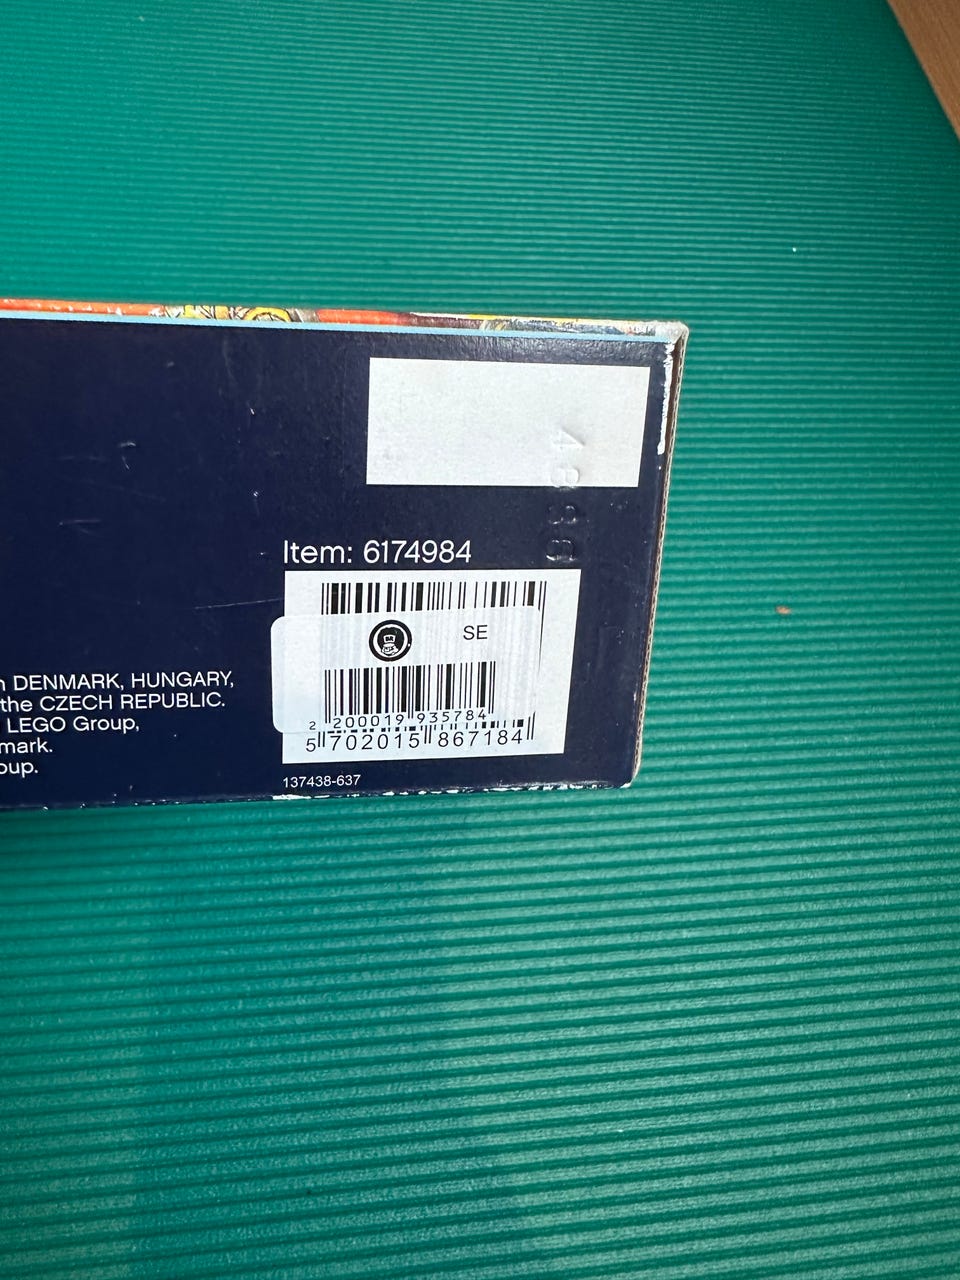 Item: 6174984
SE
2 200019 935784
5 702015 867184
n DENMARK, HUNGARY,
the CZECH REPUBLIC.
LEGO Group,
mark.
oup.
137438-637